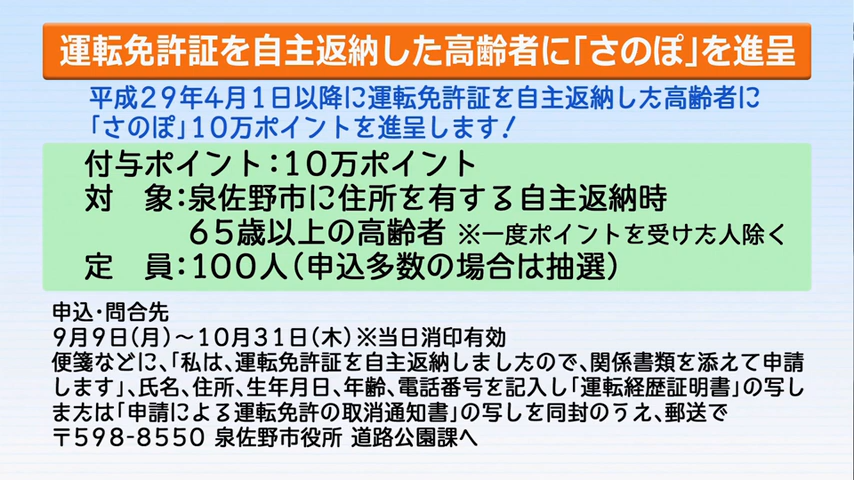 運転免許証を自主返納した高齢者に「さのぽ」を進呈
平成29年4月1日以降に運転免許証を自主返納した高齢者に
「さのぽ」10万ポイントを進呈します!
付与ポイント:10万ポイント
対 象:泉佐野市に住所を有する自主返納時
65歳以上の高齢者 ※一度ポイントを受けた人除く
定 員:100人(申込多数の場合は抽選)
申込・問合先
9月9日(月)~10月31日(木)※当日消印有効
便箋などに、「私は、運転免許証を自主返納しましたので、関係書類を添えて申請
します」、氏名、住所、生年月日、年齢、電話番号を記入し「運転経歴証明書」の写し
または「申請による運転免許の取消通知書」の写しを同封のうえ、郵送で
〒598-8550 泉佐野市役所 道路公園課へ